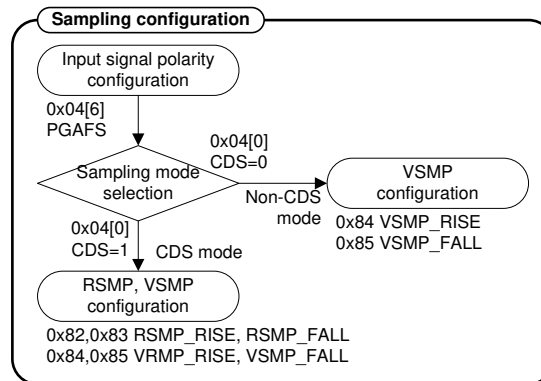 Sampling configuration
Input signal polarity
configuration
0x04[6]
PGAFS
0x04[0]
CDS=0
Sampling mode
selection
Non-CDS
mode
VSMP
configuration
0x84 VSMP_RISE
0x85 VSMP_FALL
0x04[0]
CDS=1
CDS mode
RSMP, VSMP
configuration
0x82,0x83 RSMP_RISE, RSMP_FALL
0x84,0x85 VRMP_RISE, VSMP_FALL